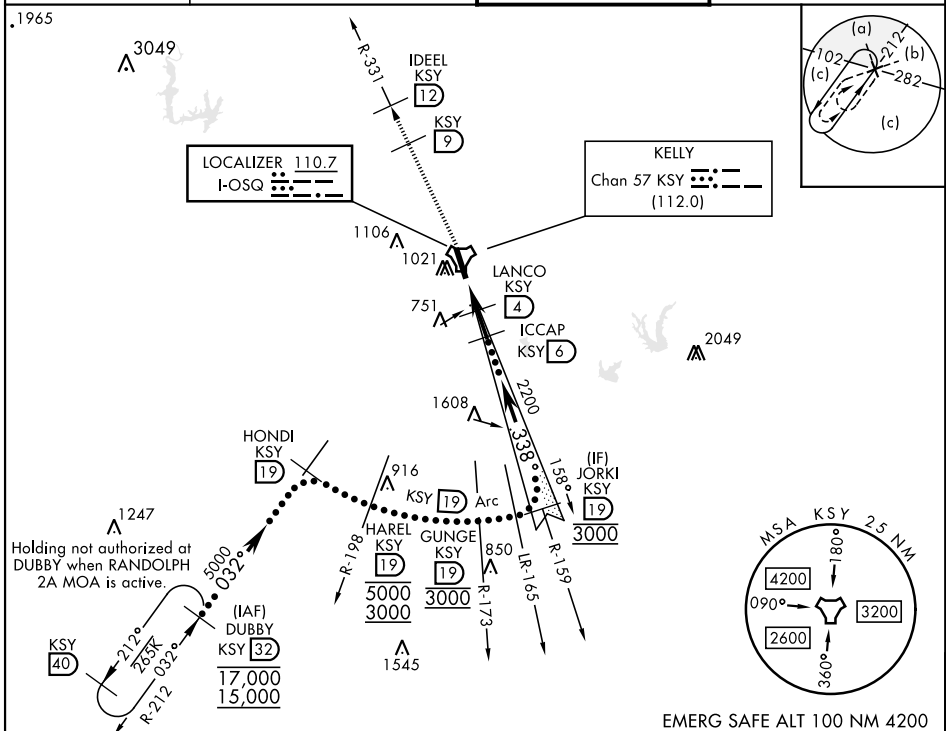 1965
3049
R-331
IDEEL
KSY
12
KSY
9
(a)
(b)
(c)
(c)
102
212
282
LOCALIZER 110.7
I-OSQ
KELLY
Chan 57 KSY
(112.0)
1106
1021
LANCO
KSY
4
751
ICCAP
KSY 6
2049
2200
1608
338°
158°
HONDI
KSY
19
(IF)
JORKI
KSY
19
3000
916
KSY 19 Arc
1247
Holding not authorized at
DUBBY when RANDOLPH
2A MOA is active.
HAREL
KSY
19
5000
3000
GUNGE
KSY
19
3000
850
R-198
R-173
LR-165
R-159
5000
032°
(IAF)
DUBBY
KSY 32
17,000
15,000
KSY
40
212°
265K
032°
R-212
1545
MSA KSY 25 NM
180°
4200
090°
3200
2600
360°
EMERG SAFE ALT 100 NM 4200